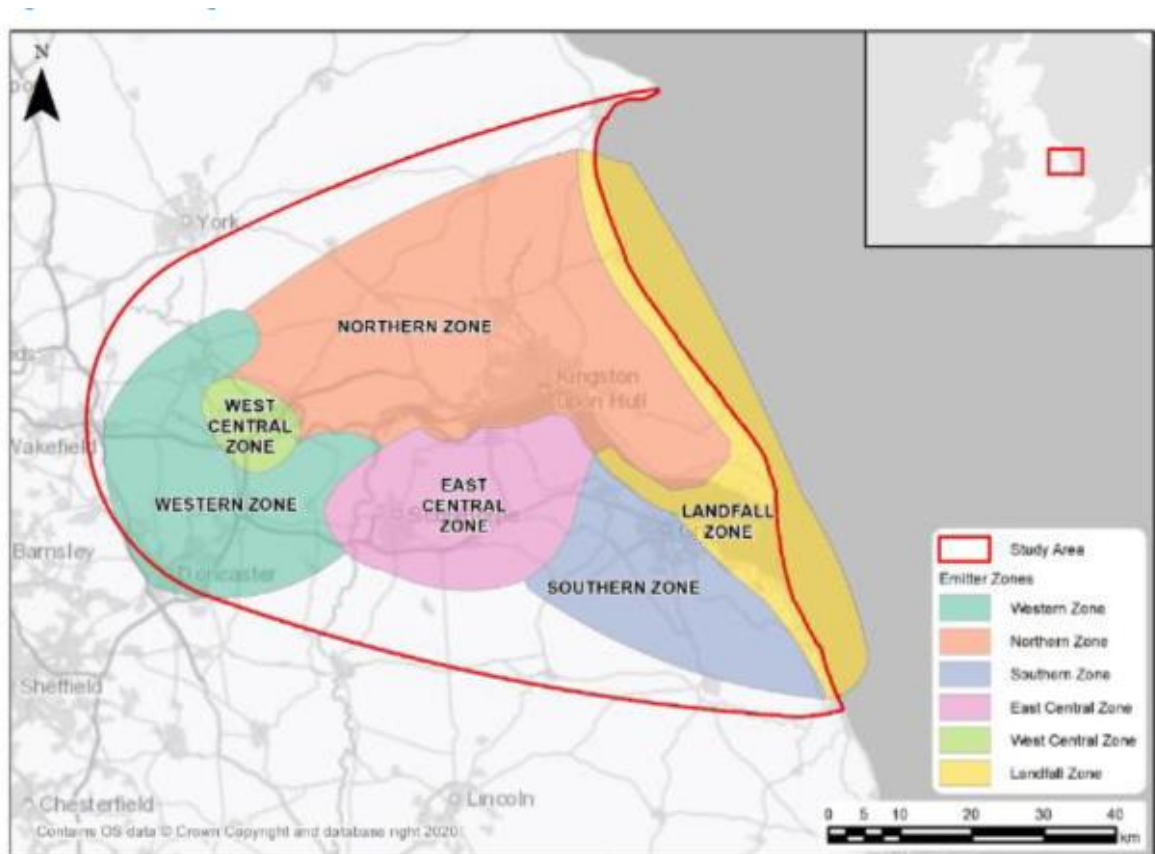 N
York
NORTHERN ZONE
Kingston
upon Hull
WEST
CENTRAL
ZONE
Wakefield
WESTERN ZONE
EAST
CENTRAL
ZONE
LANDFALL
ZONE
Barnsley
Doncaster
SOUTHERN ZONE
Sheffield
Chesterfield
Lincoln
Contains OS data © Crown Copyright and database right 2020
Study Area
Emitter Zones
Western Zone
Northern Zone
Southern Zone
East Central Zone
West Central Zone
Landfall Zone
0 5 10 20 30 40
km